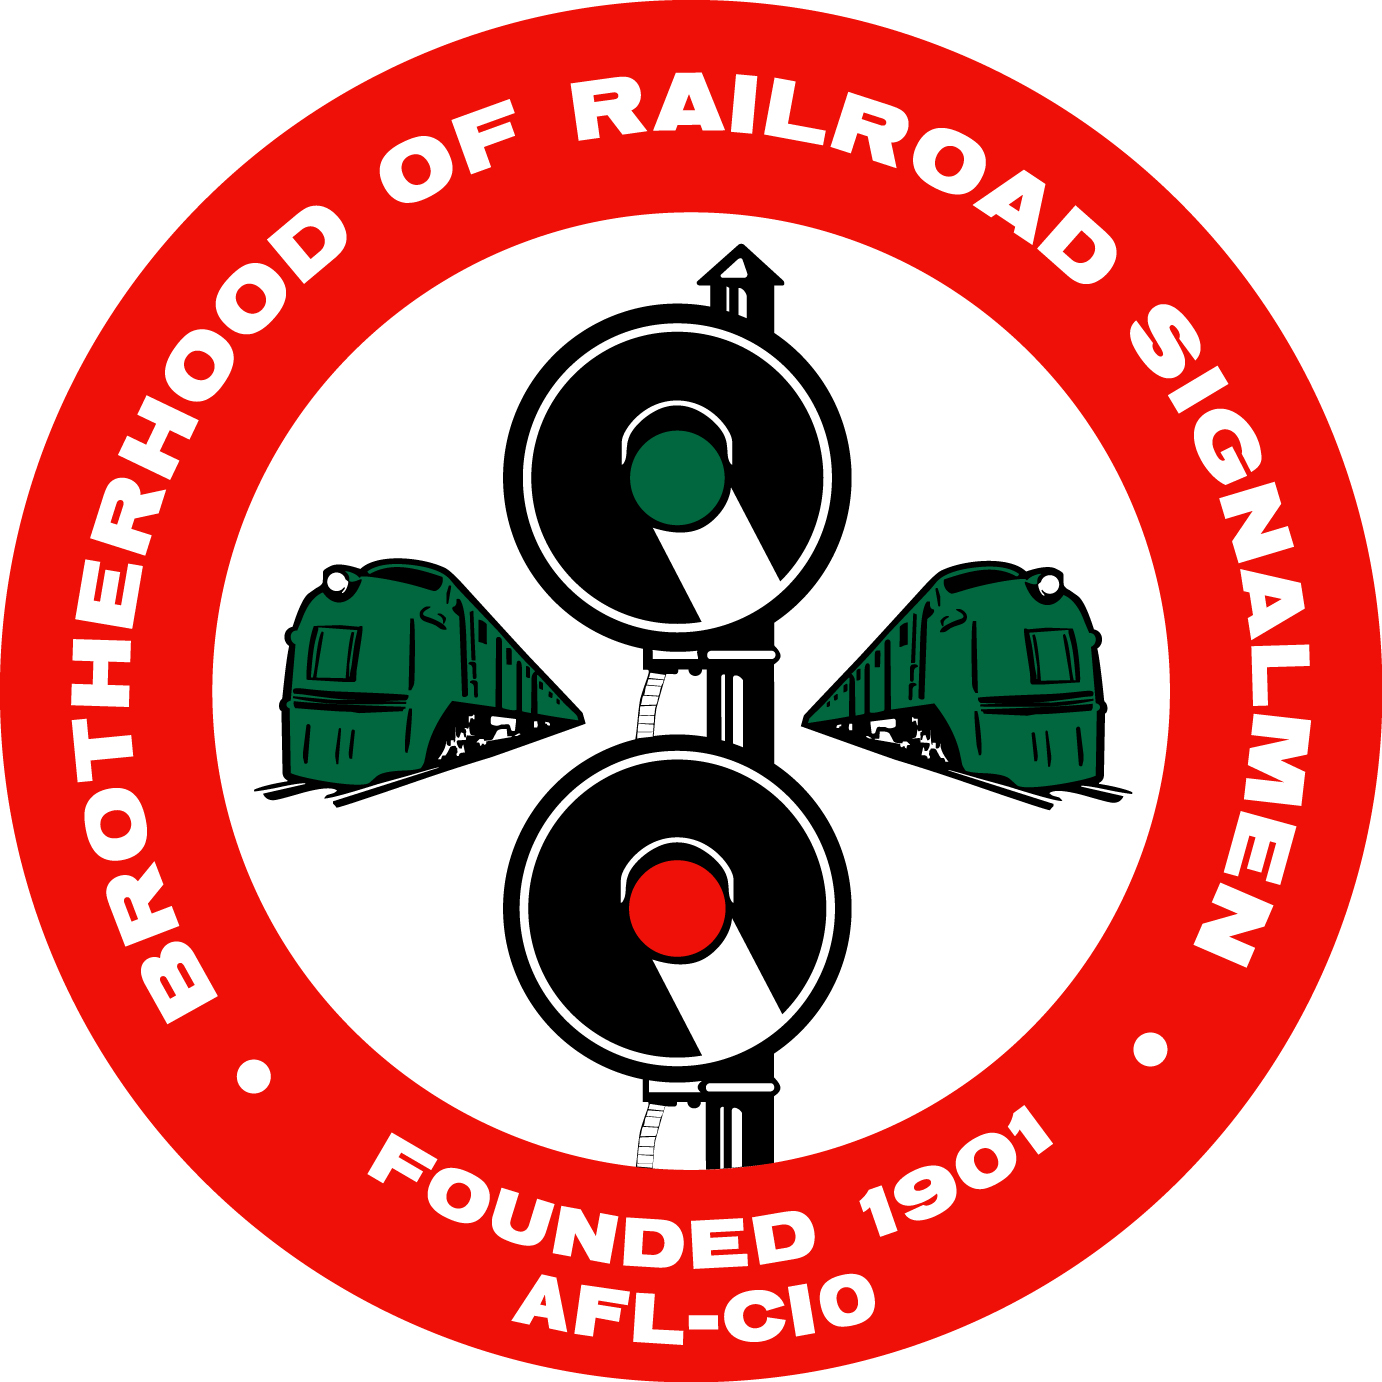 BROTHERHOOD OF RAILROAD SIGNALMEN
FOUNDED 1901
AFL-CIO